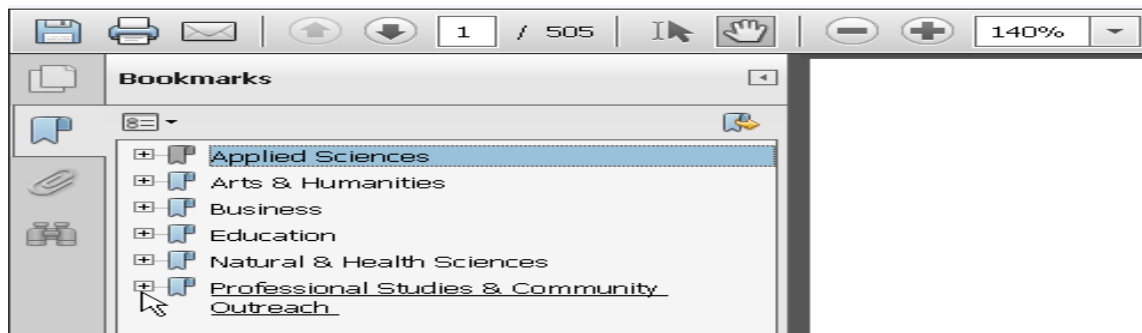 1 / 505 140%
Bookmarks
Applied Sciences
Arts & Humanities
Business
Education
Natural & Health Sciences
Professional Studies & Community
Outreach